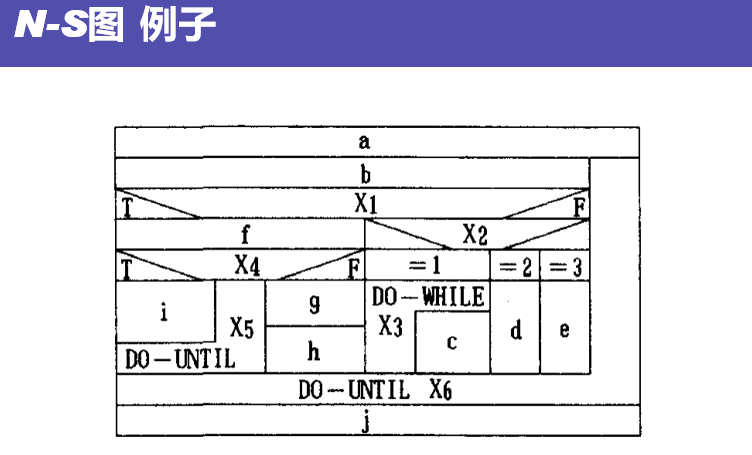 N-S图 例子
a
b
T X1 F
f X2
T X4 F =1 =2 =3
i X5 g DO-WHILE d e
h X3 c
DO-UNTIL
DO-UNTIL X6
j